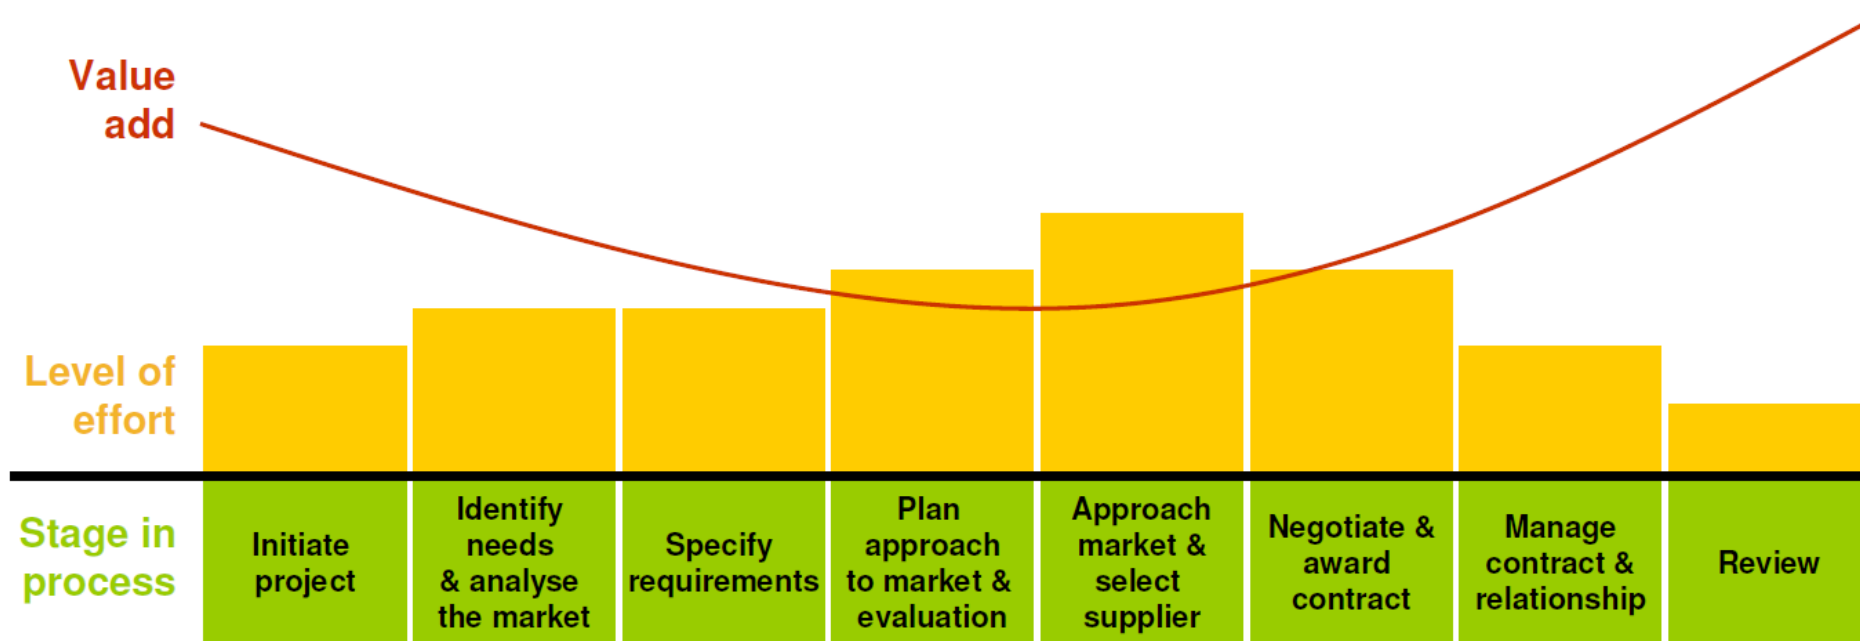 Value
add
Level of
effort
Stage in
process
Initiate
project
Identify
needs
& analyse
the market
Specify
requirements
Plan
approach
to market &
evaluation
Approach
market &
select
supplier
Negotiate &
award
contract
Manage
contract &
relationship
Review